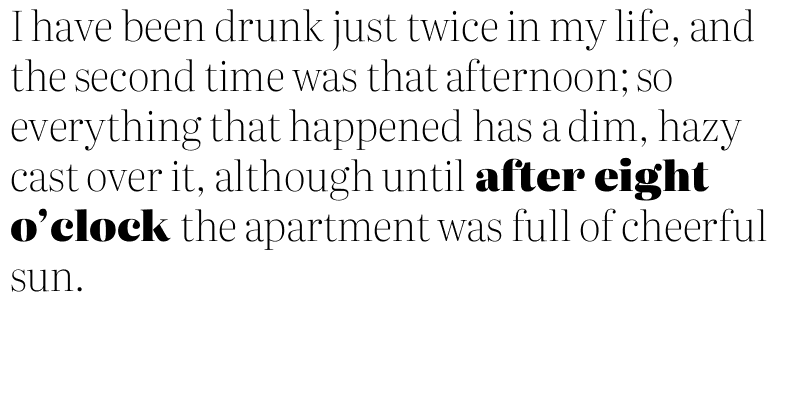 I have been drunk just twice in my life, and
the second time was that afternoon; so
everything that happened has a dim, hazy
cast over it, although until after eight
o’clock the apartment was full of cheerful
sun.